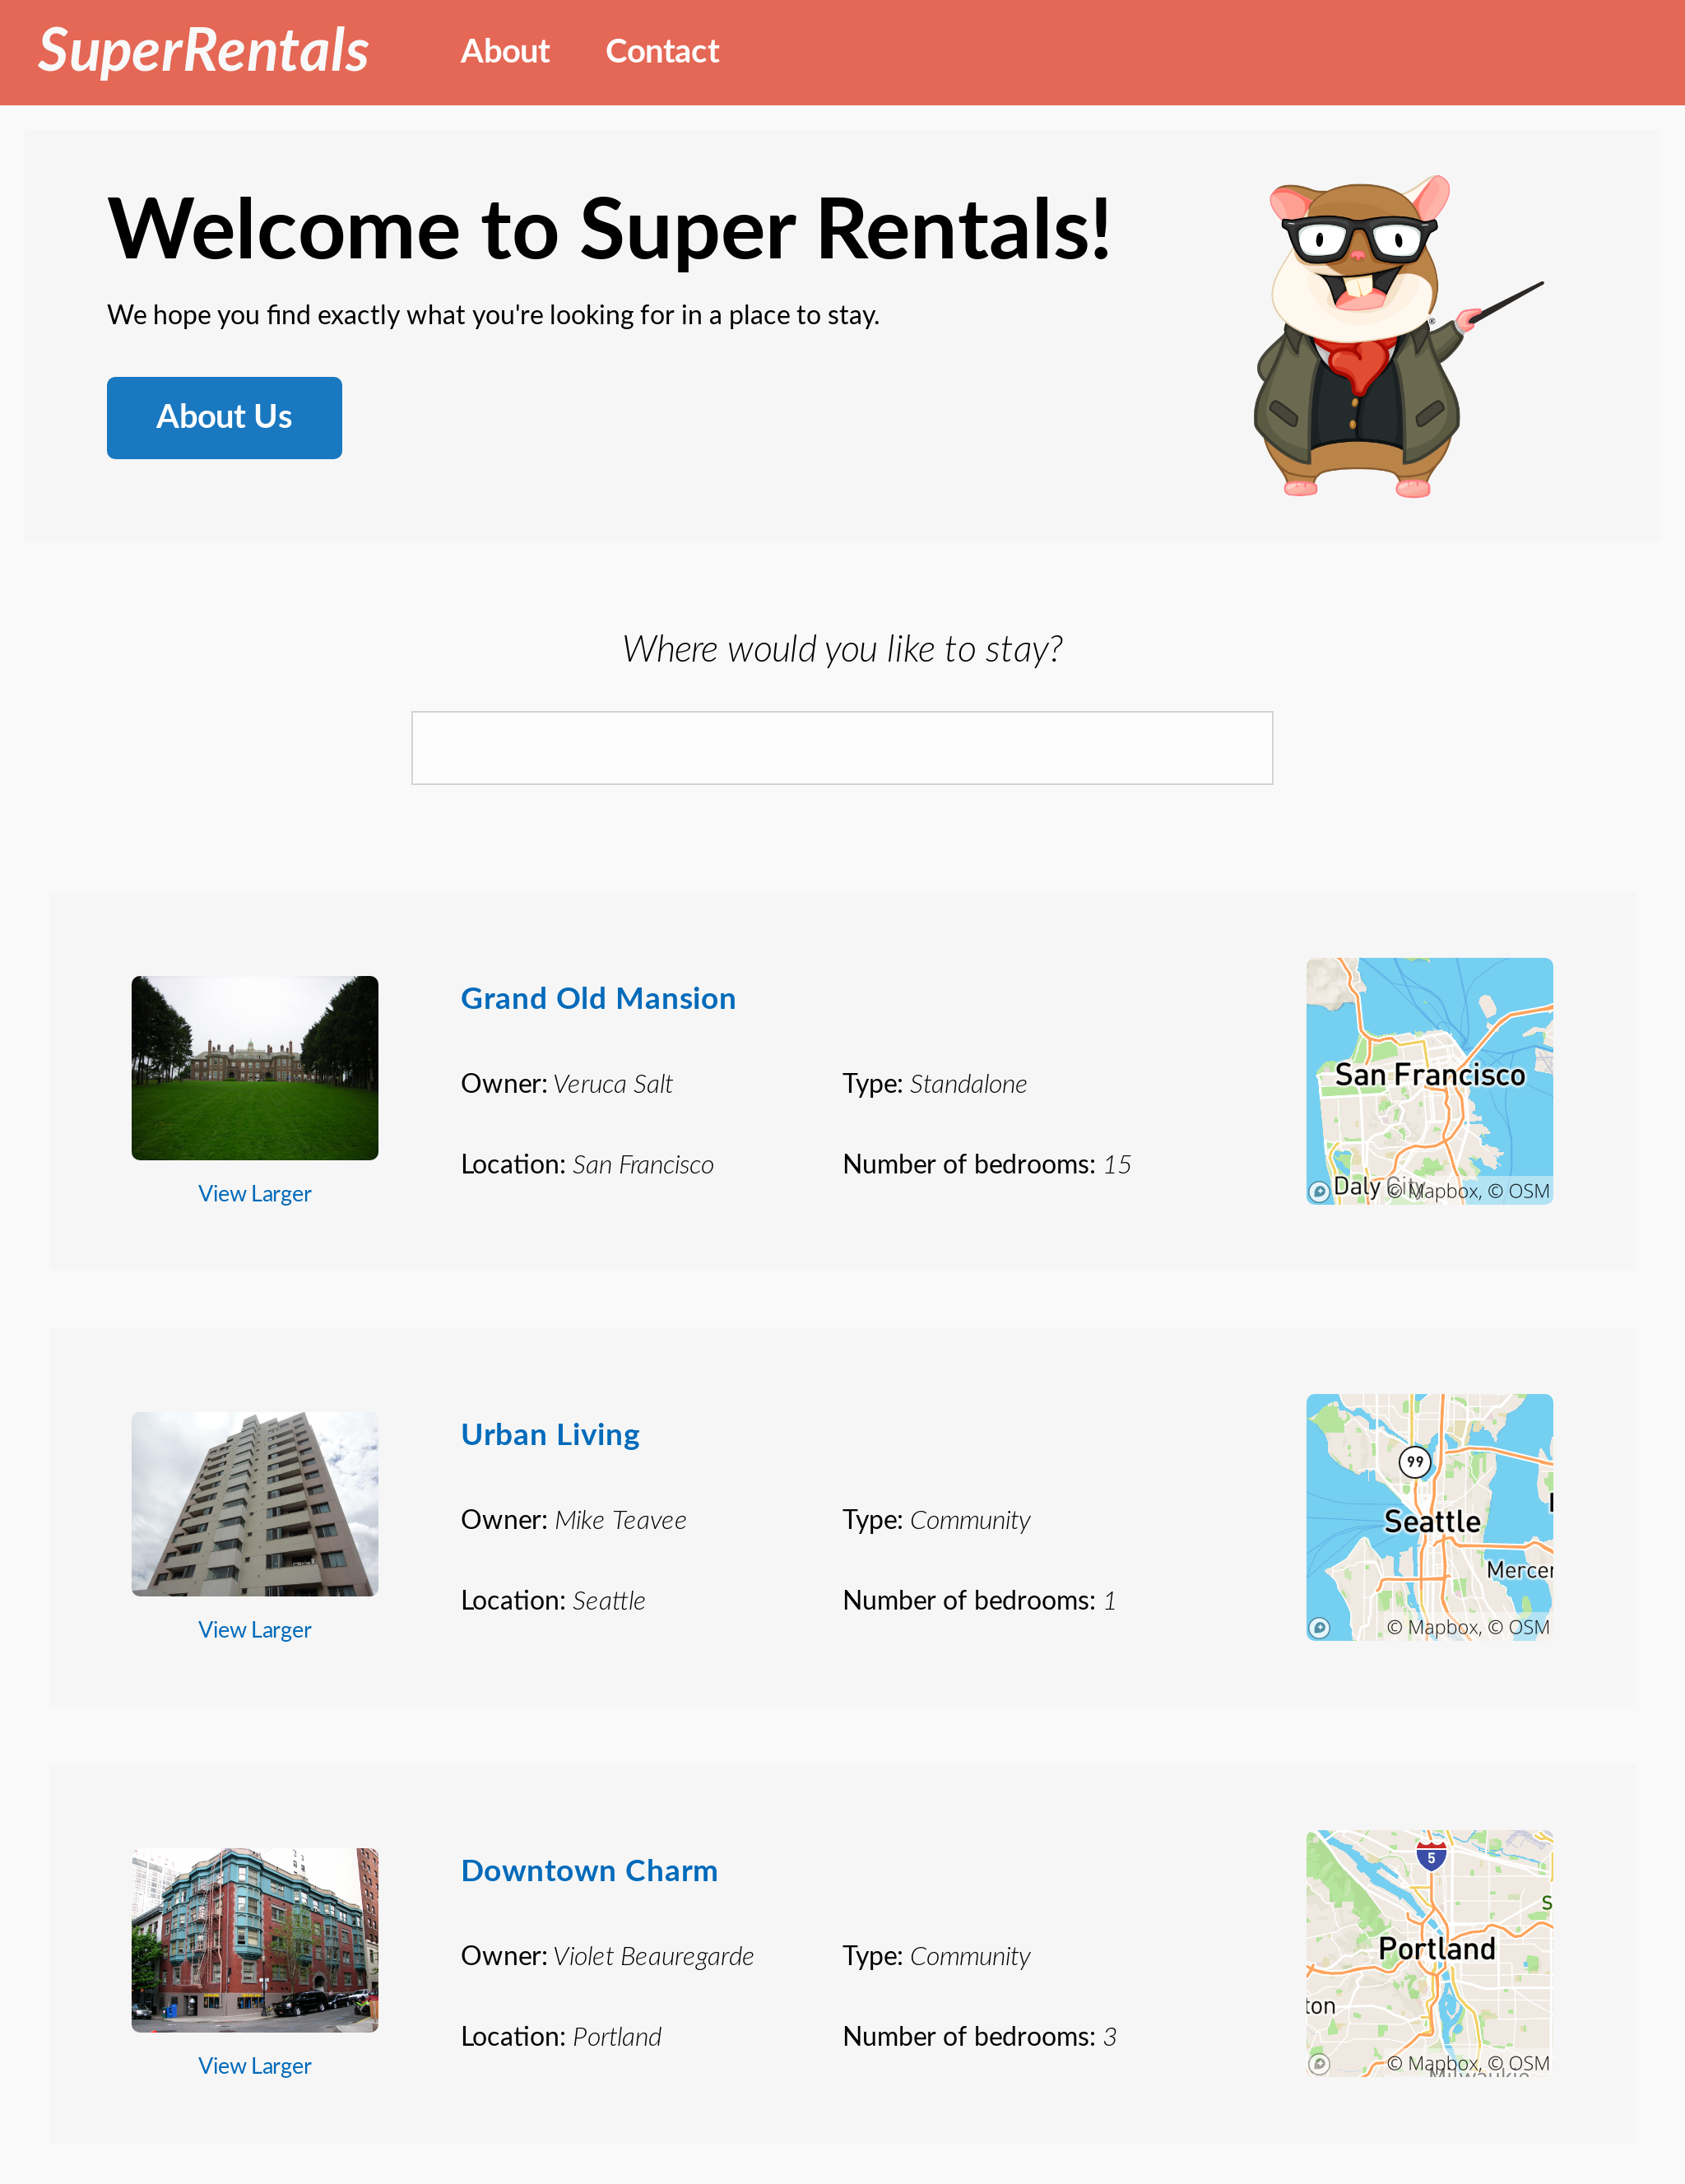 SuperRentals About Contact
Welcome to Super Rentals!
We hope you find exactly what you're looking for in a place to stay.
About Us
®
Where would you like to stay?
Grand Old Mansion
Owner: Veruca Salt Type: Standalone
Location: San Francisco Number of bedrooms: 15
View Larger
San Francisco
Daly City
© Mapbox, © OSM
Urban Living
Owner: Mike Teavee Type: Community
Location: Seattle Number of bedrooms: 1
View Larger
99
Seattle
Mercer
© Mapbox, © OSM
Downtown Charm
Owner: Violet Beauregarde Type: Community
Location: Portland Number of bedrooms: 3
View Larger
5
S
Portland
ton
© Mapbox, © OSM
Milwaukie